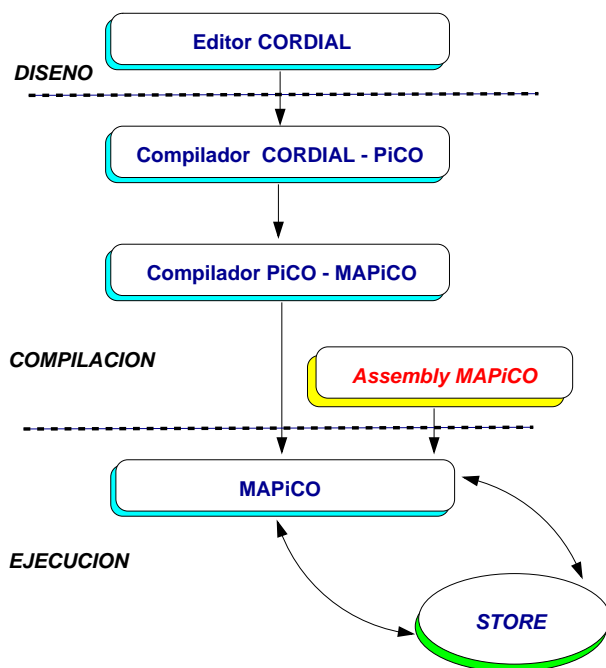 Editor CORDIAL
DISENO
Compilador CORDIAL - PiCO
Compilador PiCO - MAPiCO
COMPILACION
Assembly MAPiCO
MAPiCO
EJECUCION
STORE